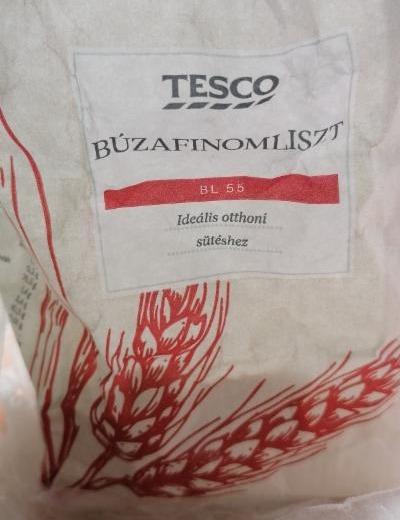 TESCO
BÚZAFINOMLISZT
BL 55
Ideális otthoni
sütéshez